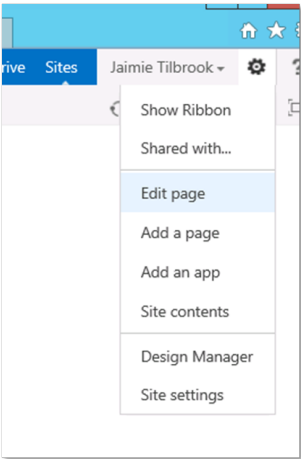 rive Sites Jaimie Tilbrook ?
Show Ribbon
Shared with...
Edit page
Add a page
Add an app
Site contents
Design Manager
Site settings